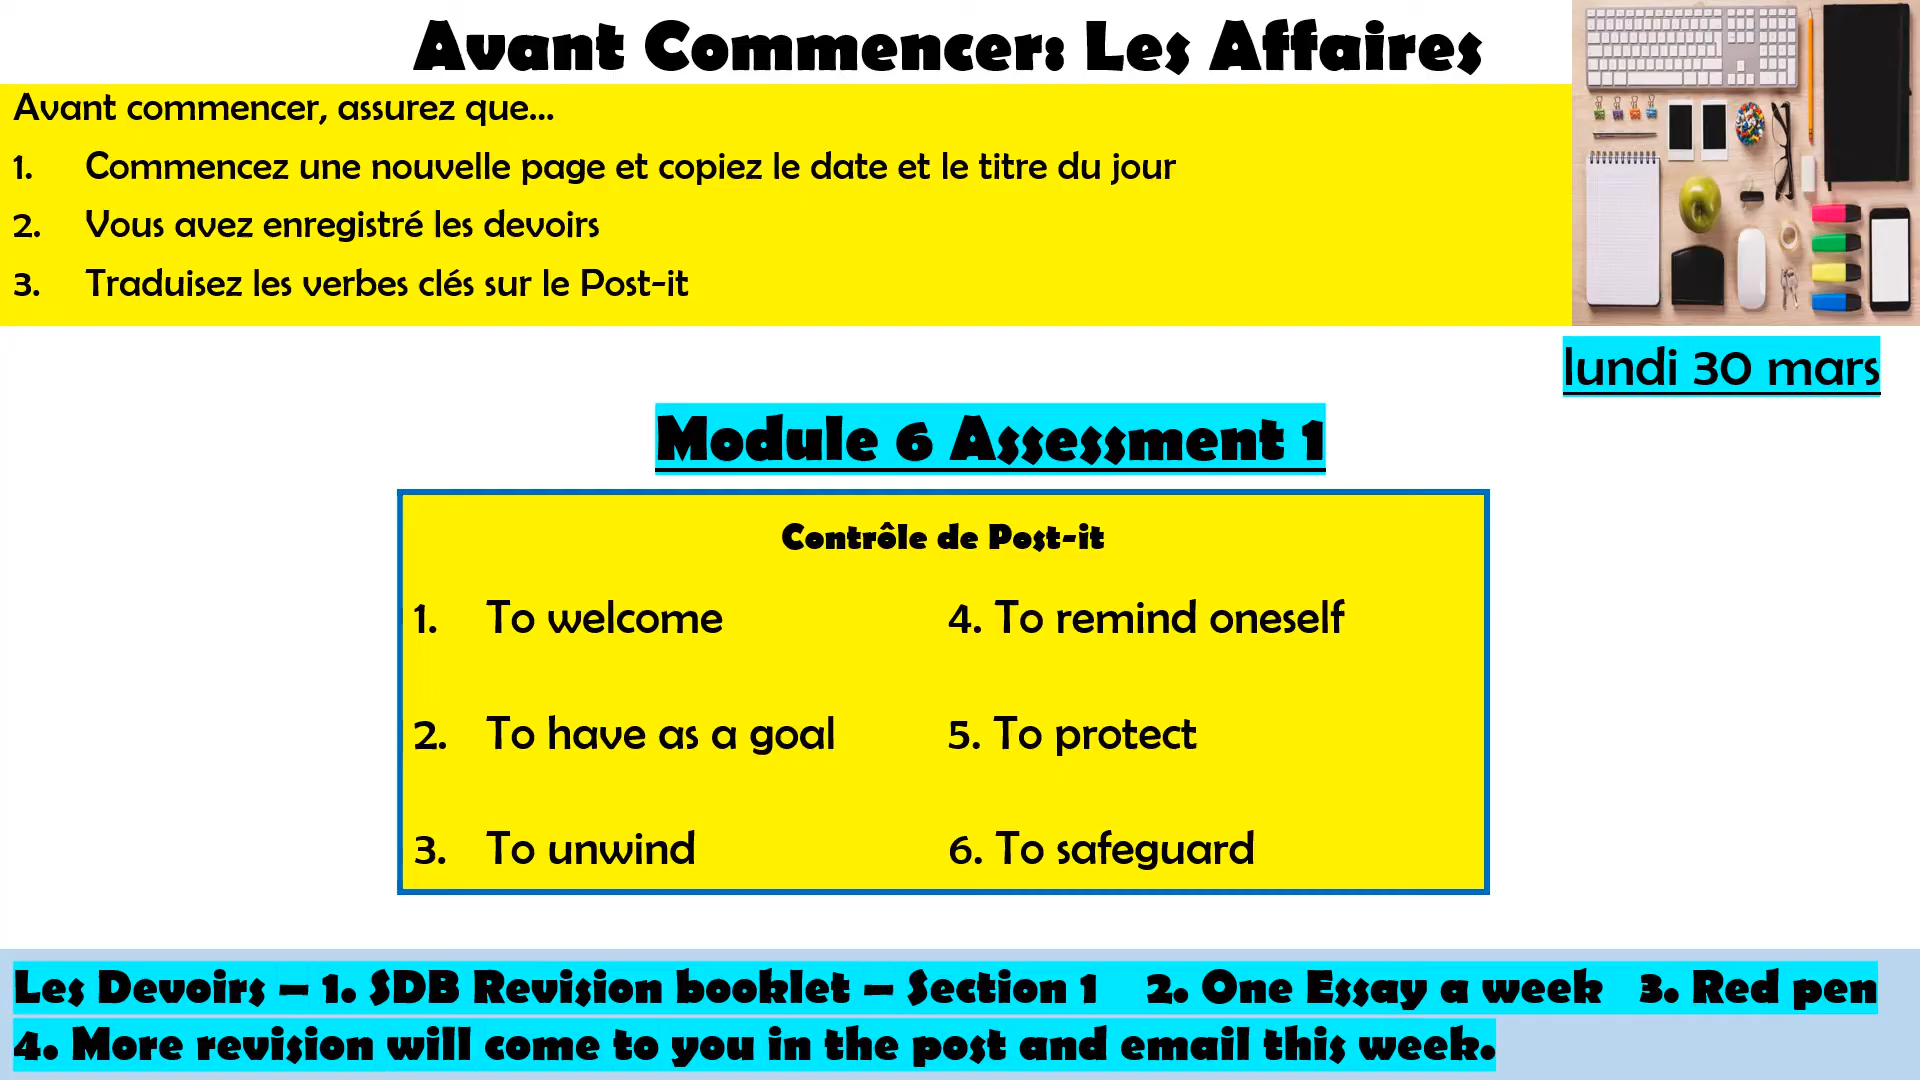 Avant Commencer: Les Affaires
Avant commencer, assurez que...
1. Commencez une nouvelle page et copiez le date et le titre du jour
2. Vous avez enregistré les devoirs
3. Traduisez les verbes clés sur le Post-it
lundi 30 mars
Module 6 Assessment 1
Contrôle de Post-it
1. To welcome
2. To have as a goal
3. To unwind
4. To remind oneself
5. To protect
6. To safeguard
Les Devoirs – 1. SDB Revision booklet – Section 1 2. One Essay a week 3. Red pen
4. More revision will come to you in the post and email this week.